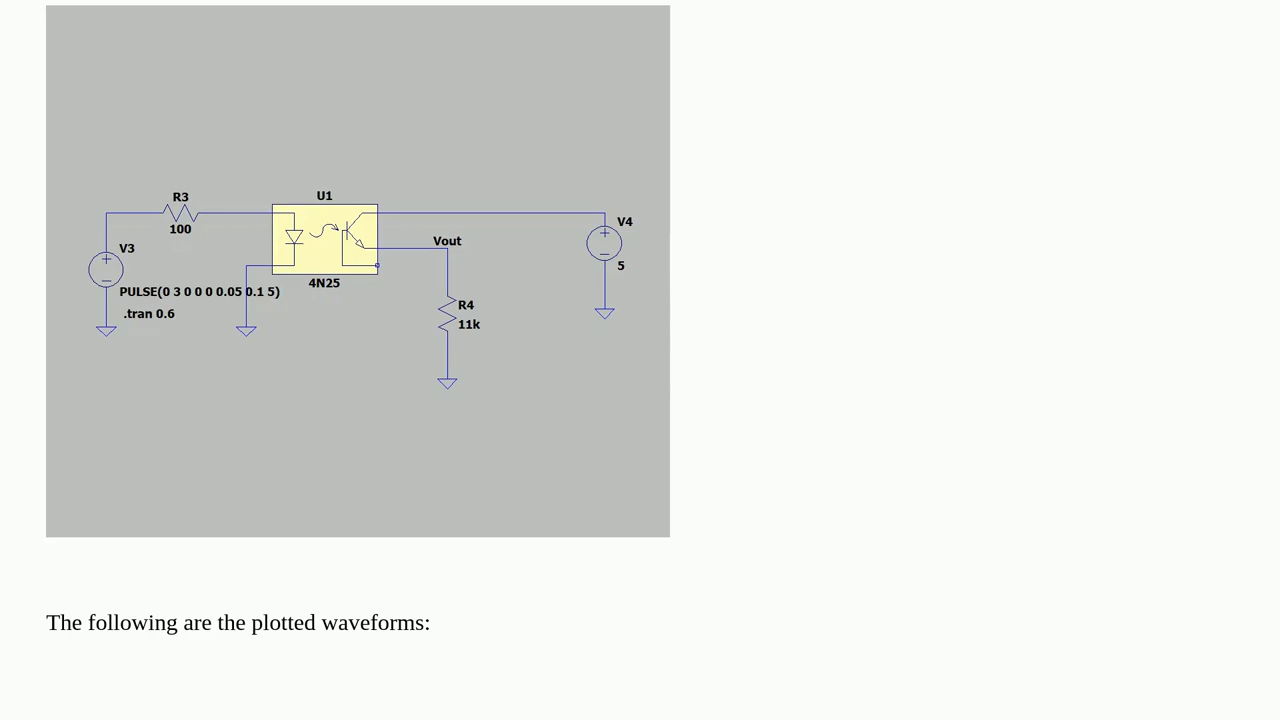 R3
100
U1
4N25
V3
PULSE(0 3 0 0 0 0.05 0.1 5)
.tran 0.6
Vout
R4
11k
V4
5
The following are the plotted waveforms: